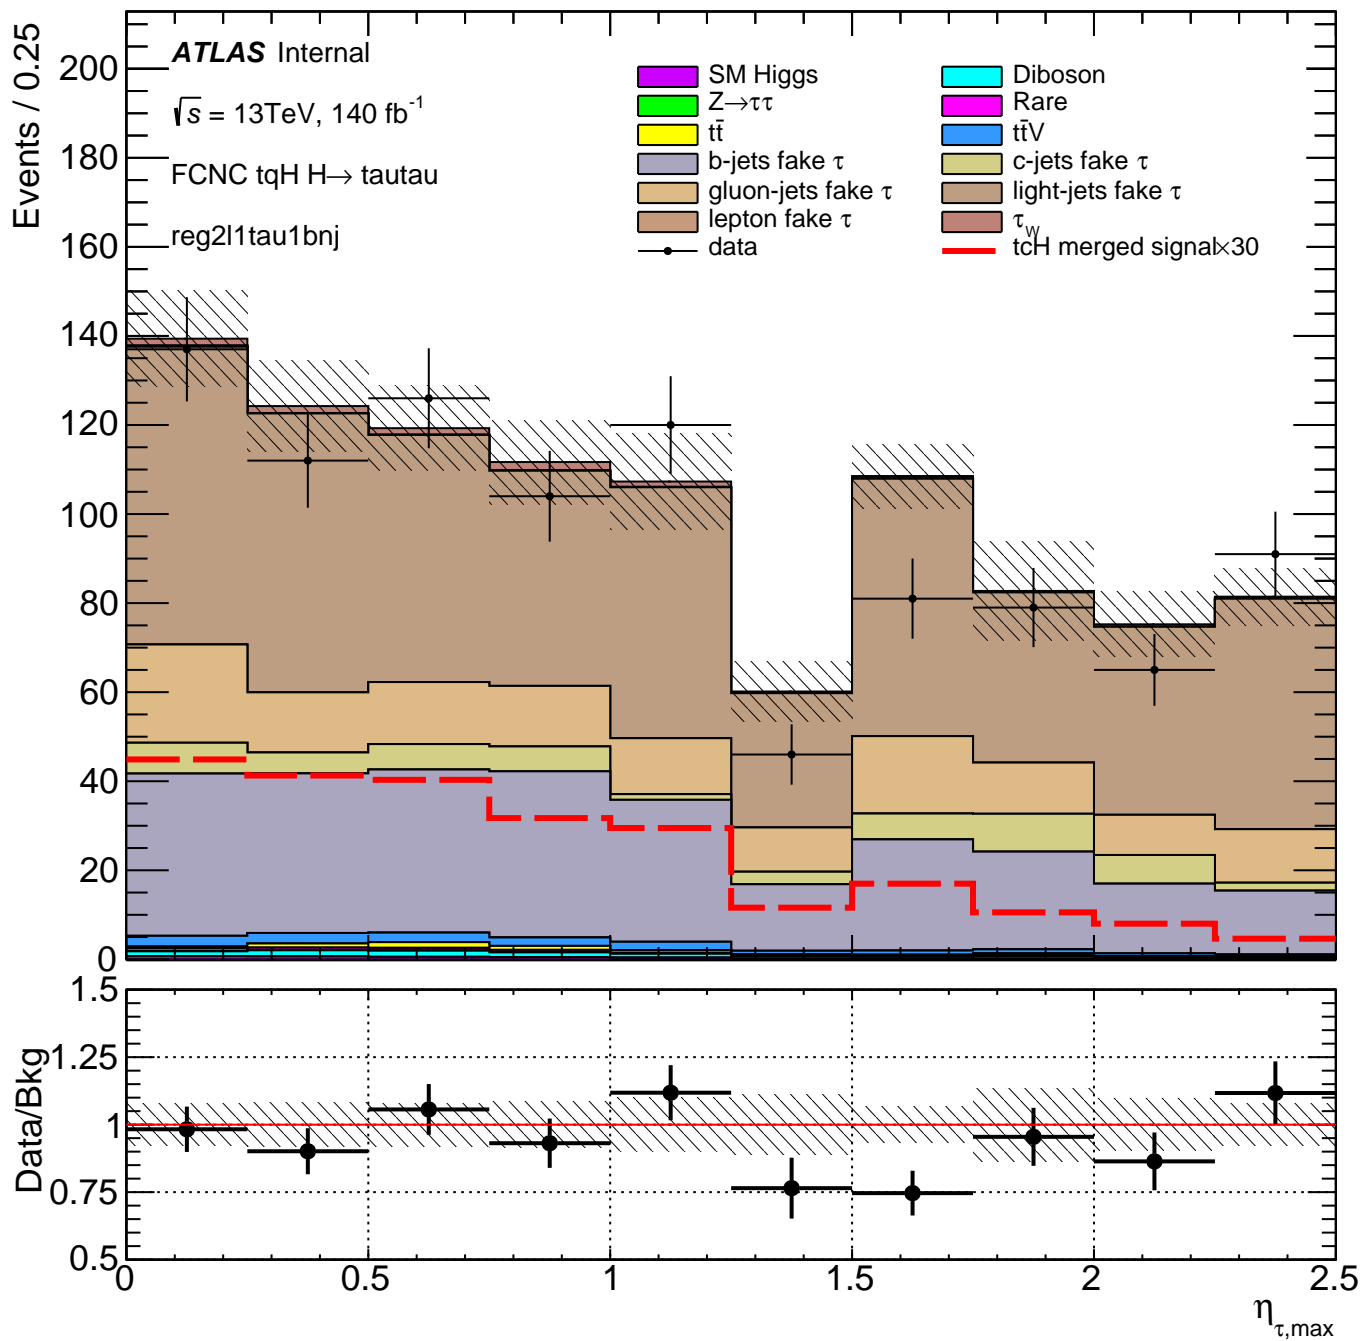 Events / 0.25
200
180
160
140
120
100
80
60
40
20
0
ATLAS Internal
√s = 13TeV, 140 fb⁻¹
FCNC tqH H→ tautau
reg2l1tau1bnj
SM Higgs
Z→ττ
tt̄
b-jets fake τ
gluon-jets fake τ
lepton fake τ
data
Diboson
Rare
tt̄V
c-jets fake τ
light-jets fake τ
τ_W
tcH merged signal×30
Data/Bkg
1.5
1.25
1
0.75
0.5
0 0.5 1 1.5 2 2.5
η_τ,max